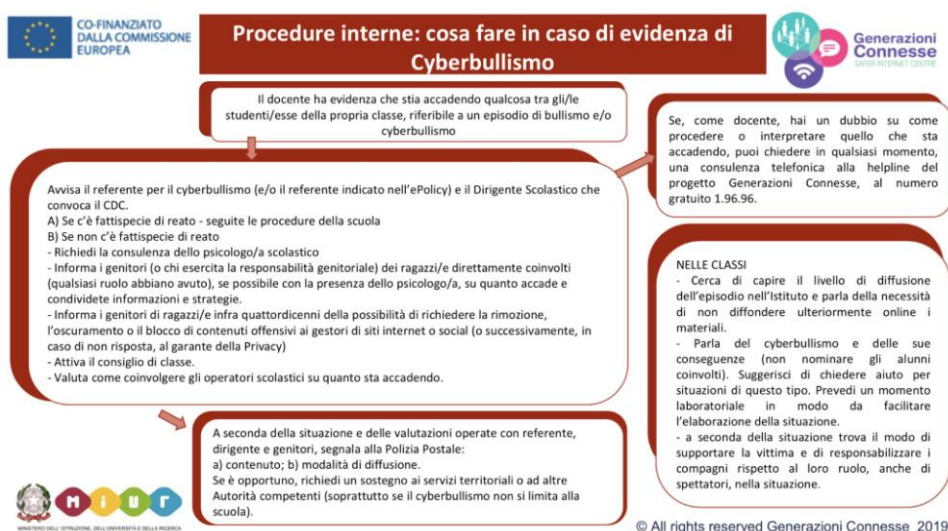 CO-FINANZIATO
DALLA COMMISSIONE
EUROPEA
Procedure interne: cosa fare in caso di evidenza di
Cyberbullismo
Generazioni
Connesse
SAFER INTERNET CENTRE
Il docente ha evidenza che stia accadendo qualcosa tra gli/le
studenti/esse della propria classe, riferibile a un episodio di bullismo e/o
cyberbullismo
Se, come docente, hai un dubbio su come
procedere o interpretare quello che sta
accadendo, puoi chiedere in qualsiasi momento,
una consulenza telefonica alla helpline del
progetto Generazioni Connesse, al numero
gratuito 1.96.96.
Avvisa il referente per il cyberbullismo (e/o il referente indicato nell'ePolicy) e il Dirigente Scolastico che
convoca il CDC.
A) Se c'è fattispecie di reato - seguite le procedure della scuola
B) Se non c'è fattispecie di reato
- Richiedi la consulenza dello psicologo/a scolastico
- Informa i genitori (o chi esercita la responsabilità genitoriale) dei ragazzi/e direttamente coinvolti
(qualsiasi ruolo abbiano avuto), se possibile con la presenza dello psicologo/a, su quanto accade e
condividete informazioni e strategie.
- Informa i genitori di ragazzi/e infra quattordicenni della possibilità di richiedere la rimozione,
l'oscuramento o il blocco di contenuti offensivi ai gestori di siti internet o social (o successivamente, in
caso di non risposta, al garante della Privacy)
- Attiva il consiglio di classe.
- Valuta come coinvolgere gli operatori scolastici su quanto sta accadendo.
NELLE CLASSI
- Cerca di capire il livello di diffusione
dell'episodio nell'Istituto e parla della necessità
di non diffondere ulteriormente online i
materiali.
- Parla del cyberbullismo e delle sue
conseguenze (non nominare gli alunni
coinvolti). Suggerisci di chiedere aiuto per
situazioni di questo tipo. Prevedi un momento
laboratoriale in modo da facilitare
l'elaborazione della situazione.
- a seconda della situazione trova il modo di
supportare la vittima e di responsabilizzare i
compagni rispetto al loro ruolo, anche di
spettatori, nella situazione.
A seconda della situazione e delle valutazioni operate con referente,
dirigente e genitori, segnala alla Polizia Postale:
a) contenuto; b) modalità di diffusione.
Se è opportuno, richiedi un sostegno ai servizi territoriali o ad altre
Autorità competenti (soprattutto se il cyberbullismo non si limita alla
scuola).
miur
MINISTERO DELL'ISTRUZIONE, DELL'UNIVERSITÀ E DELLA RICERCA
© All rights reserved Generazioni Connesse 2019